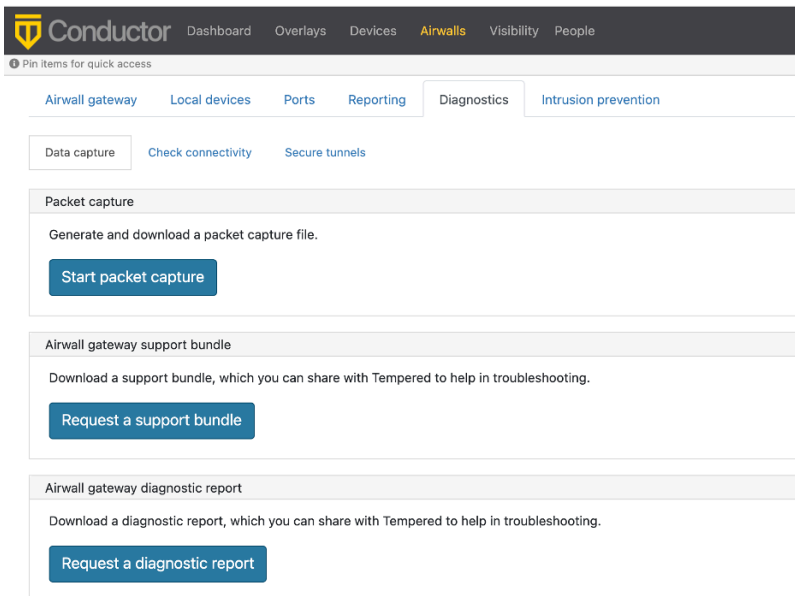 Conductor Dashboard Overlays Devices Airwalls Visibility People
Pin items for quick access
Airwall gateway Local devices Ports Reporting Diagnostics Intrusion prevention
Data capture Check connectivity Secure tunnels
Packet capture
Generate and download a packet capture file.
Start packet capture
Airwall gateway support bundle
Download a support bundle, which you can share with Tempered to help in troubleshooting.
Request a support bundle
Airwall gateway diagnostic report
Download a diagnostic report, which you can share with Tempered to help in troubleshooting.
Request a diagnostic report